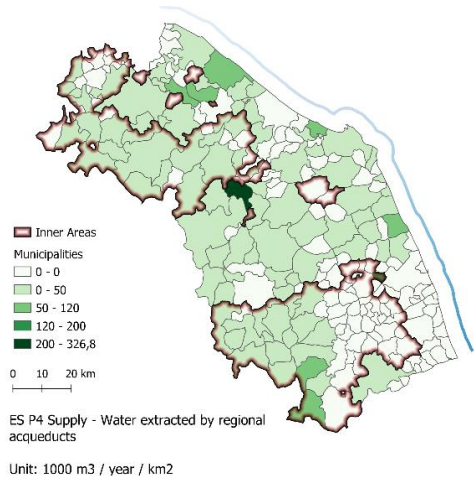 Inner Areas
Municipalities
0 - 0
0 - 50
50 - 120
120 - 200
200 - 326,8
0 10 20 km
ES P4 Supply - Water extracted by regional
acqueducts
Unit: 1000 m3 / year / km2